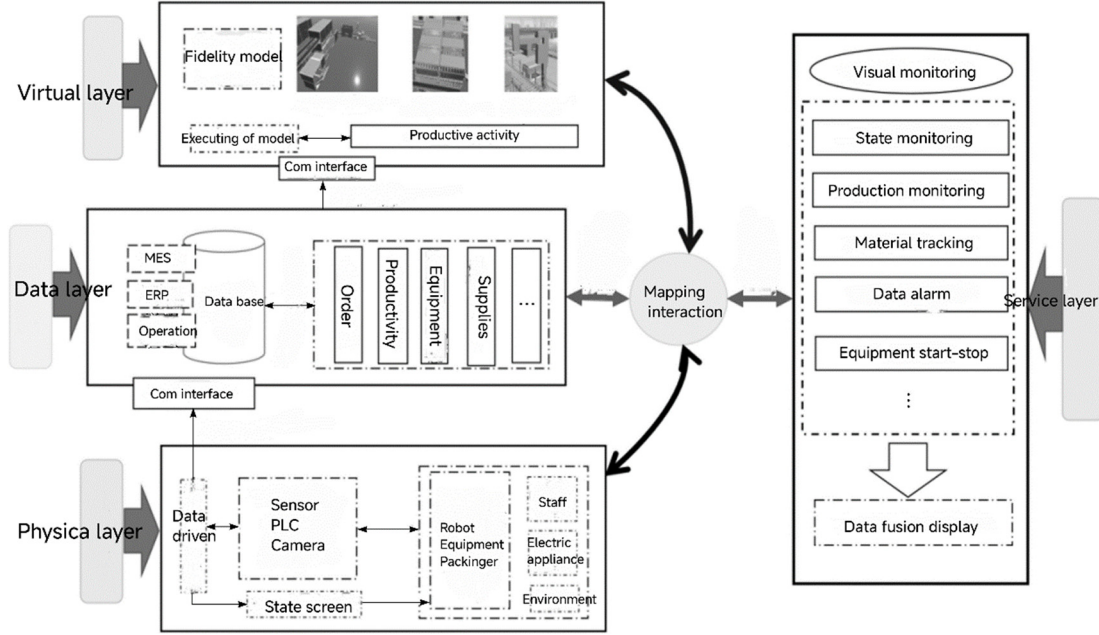 Virtual layer
Fidelity model
Executing of model
Productive activity
Com interface
Data layer
MES
ERP
Operation
Data base
Order
Productivity
Equipment
Supplies
...
Com interface
Physica layer
Data
driven
Sensor
PLC
Camera
State screen
Robot
Equipment
Packinger
Staff
Electric
appliance
Environment
Mapping
interaction
Visual monitoring
State monitoring
Production monitoring
Material tracking
Data alarm
Equipment start-stop
...
Data fusion display
Service layer